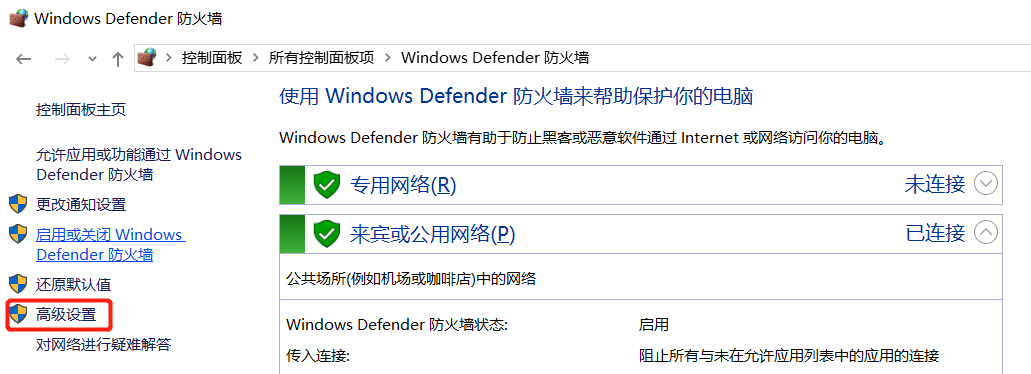 Windows Defender 防火墙
控制面板 > 所有控制面板项 > Windows Defender 防火墙
控制面板主页
允许应用或功能通过 Windows
Defender 防火墙
更改通知设置
启用或关闭 Windows
Defender 防火墙
还原默认值
高级设置
对网络进行疑难解答
使用 Windows Defender 防火墙来帮助保护你的电脑
Windows Defender 防火墙有助于防止黑客或恶意软件通过 Internet 或网络访问你的电脑。
专用网络(R) 未连接
来宾或公用网络(P) 已连接
公共场所(例如机场或咖啡店)中的网络
Windows Defender 防火墙状态: 启用
传入连接: 阻止所有与未在允许应用列表中的应用的连接